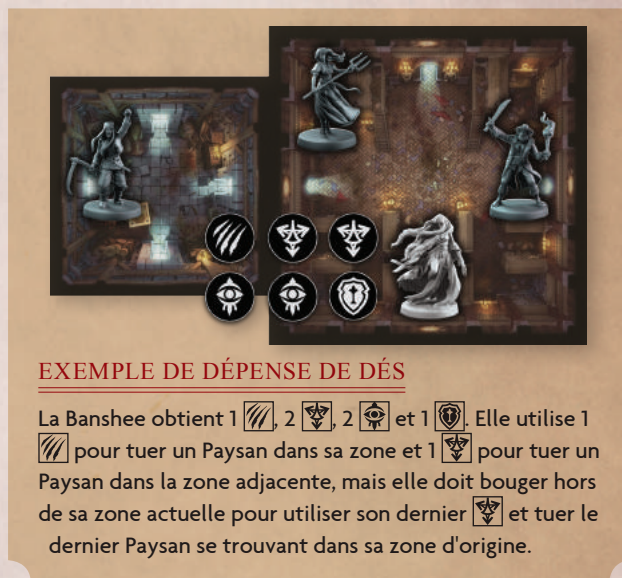 EXEMPLE DE DÉPENSE DE DÉS
La Banshee obtient 1 , 2 , 2 et 1 . Elle utilise 1
pour tuer un Paysan dans sa zone et 1 pour tuer un
Paysan dans la zone adjacente, mais elle doit bouger hors
de sa zone actuelle pour utiliser son dernier et tuer le
dernier Paysan se trouvant dans sa zone d'origine.